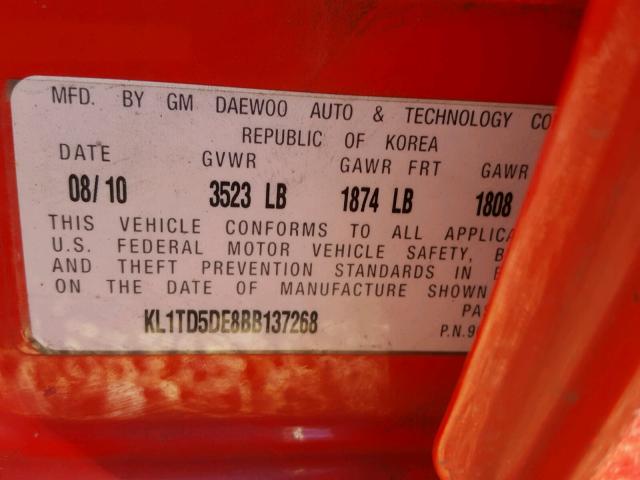 MFD. BY GM DAEWOO AUTO & TECHNOLOGY CO
REPUBLIC OF KOREA
DATE GVWR GAWR FRT GAWR
08/10 3523 LB 1874 LB 1808
THIS VEHICLE CONFORMS TO ALL
U.S. FEDERAL MOTOR VEHICLE SAFETY,
AND THEFT PREVENTION STANDARDS IN
ON THE DATE OF MANUFACTURE SHOWN
KL1TD5DE8BB137268
P.N.9